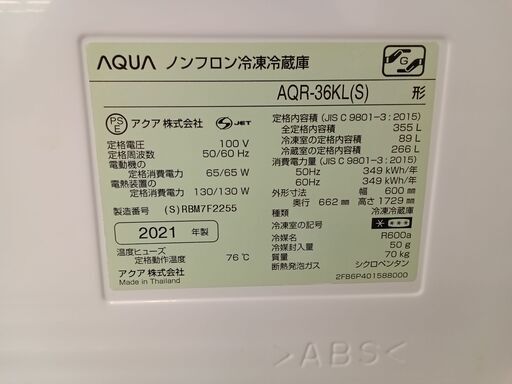 AQUA ノンフロン冷凍冷蔵庫
G
AQR-36KL(S) 形
PS E アクア株式会社 S JET
定格電圧 100 V
定格周波数 50/60 Hz
電動機の
定格消費電力 65/65 W
電熱装置の
定格消費電力 130/130 W
製造番号 (S)RBM7F2255
2021 年製
温度ヒューズ
定格動作温度 76℃
アクア株式会社
Made in Thailand
定格内容積 (JIS C 9801-3:2015)
全定格内容積 355 L
冷凍室の定格内容積 89 L
冷蔵室の定格内容積 266 L
消費電力量 (JIS C 9801-3:2015)
50Hz 349 kWh/年
60Hz 349 kWh/年
外形寸法 幅 600 mm
奥行 662 mm 高さ 1729 mm
種類 冷凍冷蔵庫
冷凍室の記号
冷媒名 R600a
冷媒封入量 50 g
質量 70 kg
断熱発泡ガス シクロペンタン
2FB6P401588000
>ABS<